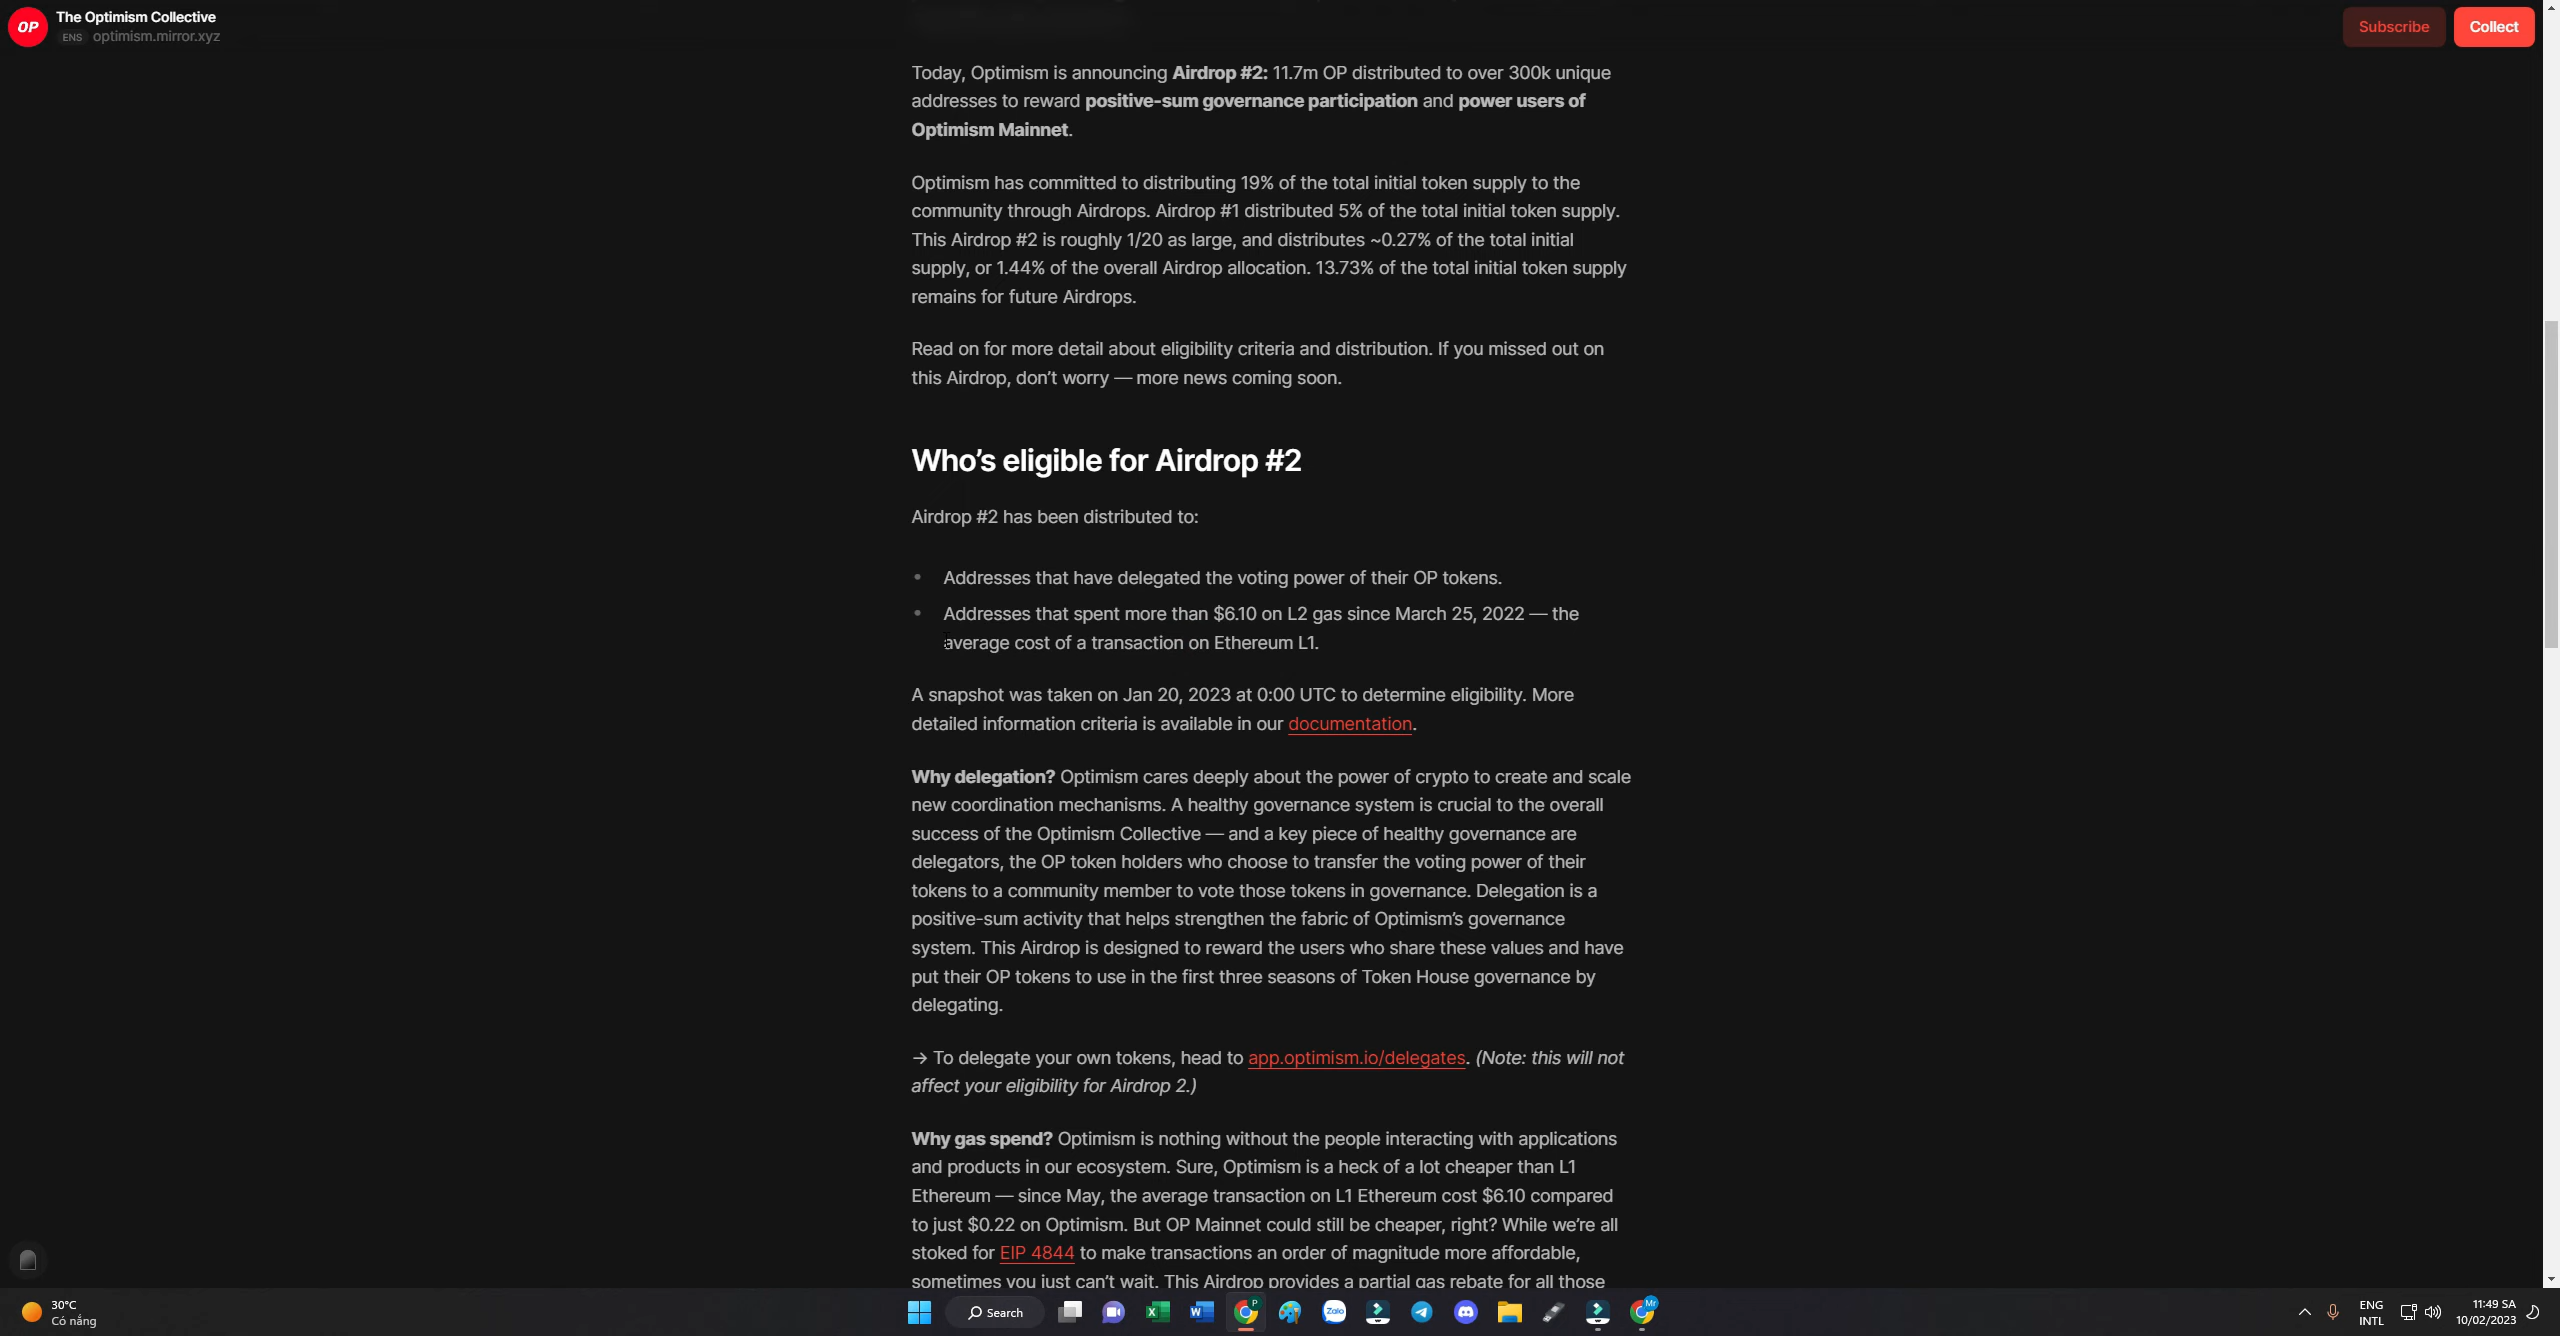 OP
The Optimism Collective
ENS optimism.mirror.xyz
Subscribe
Collect
Today, Optimism is announcing Airdrop #2: 11.7m OP distributed to over 300k unique
addresses to reward positive-sum governance participation and power users of
Optimism Mainnet.
Optimism has committed to distributing 19% of the total initial token supply to the
community through Airdrops. Airdrop #1 distributed 5% of the total initial token supply.
This Airdrop #2 is roughly 1/20 as large, and distributes ~0.27% of the total initial
supply, or 1.44% of the overall Airdrop allocation. 13.73% of the total initial token supply
remains for future Airdrops.
Read on for more detail about eligibility criteria and distribution. If you missed out on
this Airdrop, don’t worry — more news coming soon.
Who’s eligible for Airdrop #2
Airdrop #2 has been distributed to:
• Addresses that have delegated the voting power of their OP tokens.
• Addresses that spent more than $6.10 on L2 gas since March 25, 2022 — the
average cost of a transaction on Ethereum L1.
A snapshot was taken on Jan 20, 2023 at 0:00 UTC to determine eligibility. More
detailed information criteria is available in our documentation.
Why delegation? Optimism cares deeply about the power of crypto to create and scale
new coordination mechanisms. A healthy governance system is crucial to the overall
success of the Optimism Collective — and a key piece of healthy governance are
delegators, the OP token holders who choose to transfer the voting power of their
tokens to a community member to vote those tokens in governance. Delegation is a
positive-sum activity that helps strengthen the fabric of Optimism’s governance
system. This Airdrop is designed to reward the users who share these values and have
put their OP tokens to use in the first three seasons of Token House governance by
delegating.
→ To delegate your own tokens, head to app.optimism.io/delegates. (Note: this will not
affect your eligibility for Airdrop 2.)
Why gas spend? Optimism is nothing without the people interacting with applications
and products in our ecosystem. Sure, Optimism is a heck of a lot cheaper than L1
Ethereum — since May, the average transaction on L1 Ethereum cost $6.10 compared
to just $0.22 on Optimism. But OP Mainnet could still be cheaper, right? While we’re all
stoked for EIP 4844 to make transactions an order of magnitude more affordable,
sometimes you just can’t wait. This Airdrop provides a partial gas rebate for all those
30°C
Có nắng
Search
P
Zalo
Mr
ENG
INTL
11:49 SA
10/02/2023